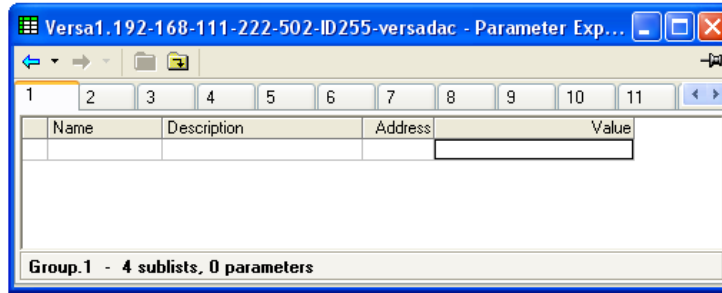 Versa1.192-168-111-222-502-ID255-versadac - Parameter Exp...
1 2 3 4 5 6 7 8 9 10 11
Name Description Address Value
Group.1 - 4 sublists, 0 parameters